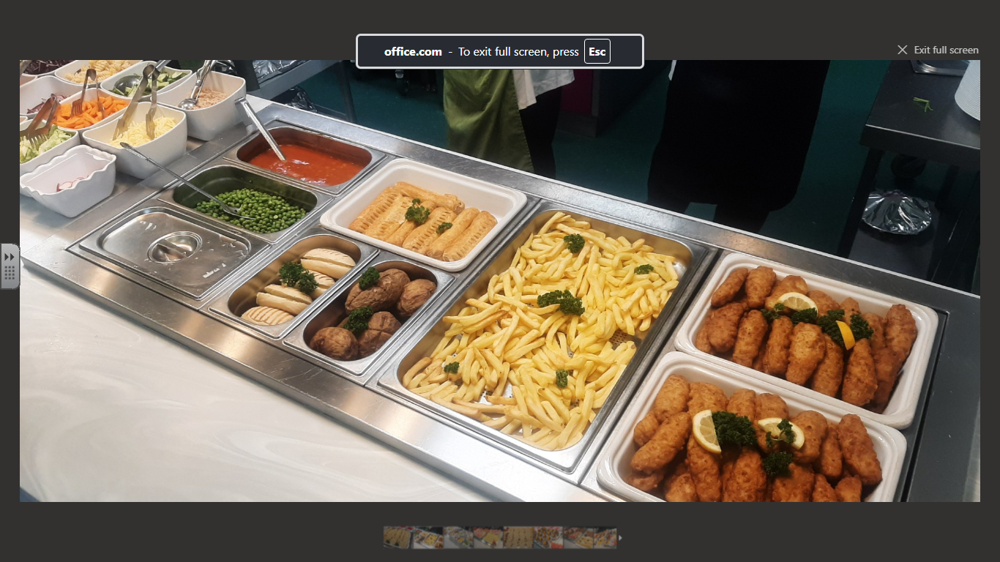 office.com - To exit full screen, press Esc
Exit full screen